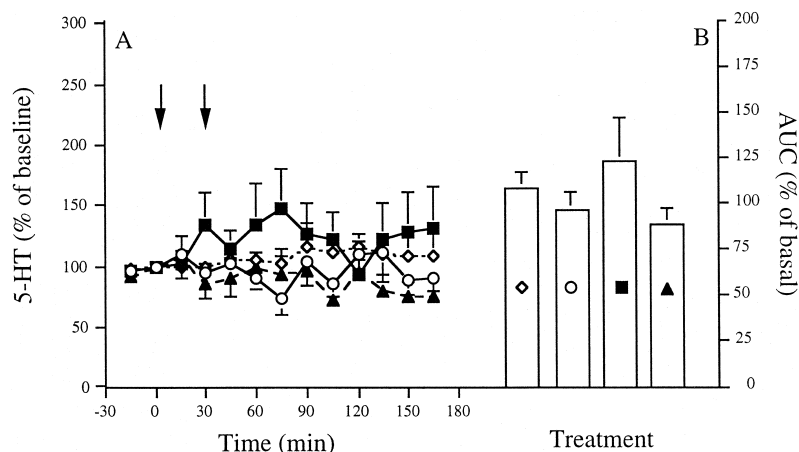 A
B
5-HT (% of baseline)
300
250
200
150
100
50
0
-30 0 30 60 90 120 150 180
Time (min)
Treatment
200
175
150
125
100
75
50
25
0
AUC (% of basal)